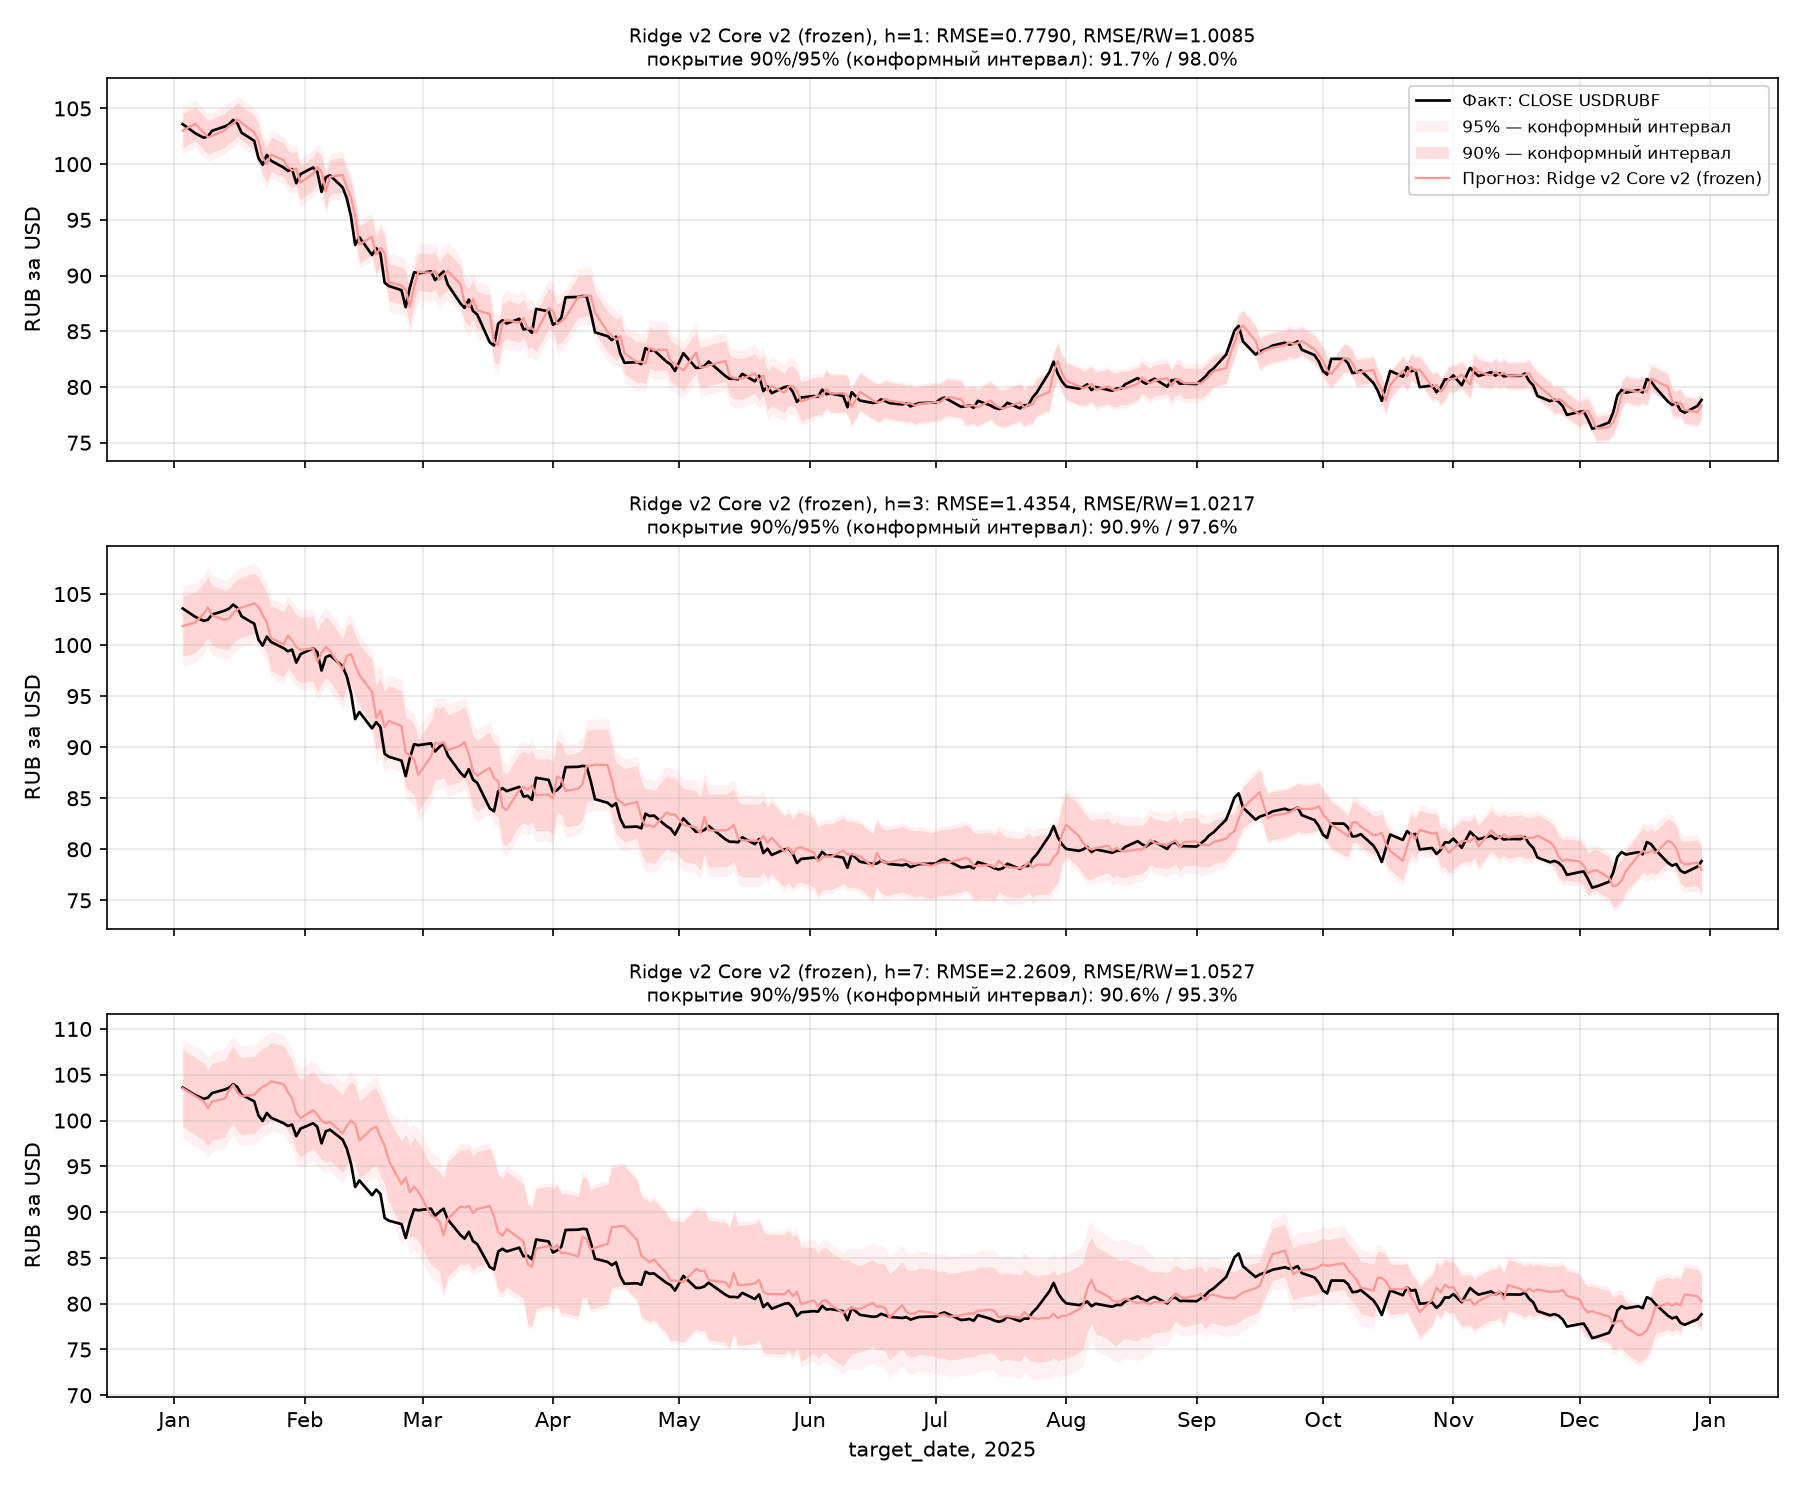 Ridge v2 Core v2 (frozen), h=1: RMSE=0.7790, RMSE/RW=1.0085
покрытие 90%/95% (конформный интервал): 91.7% / 98.0%
105
100
95
90
85
80
75
RUB за USD
Факт: CLOSE USDRUBF
95% — конформный интервал
90% — конформный интервал
Прогноз: Ridge v2 Core v2 (frozen)
Ridge v2 Core v2 (frozen), h=3: RMSE=1.4354, RMSE/RW=1.0217
покрытие 90%/95% (конформный интервал): 90.9% / 97.6%
105
100
95
90
85
80
75
RUB за USD
Ridge v2 Core v2 (frozen), h=7: RMSE=2.2609, RMSE/RW=1.0527
покрытие 90%/95% (конформный интервал): 90.6% / 95.3%
110
105
100
95
90
85
80
75
70
RUB за USD
Jan Feb Mar Apr May Jun Jul Aug Sep Oct Nov Dec Jan
target_date, 2025